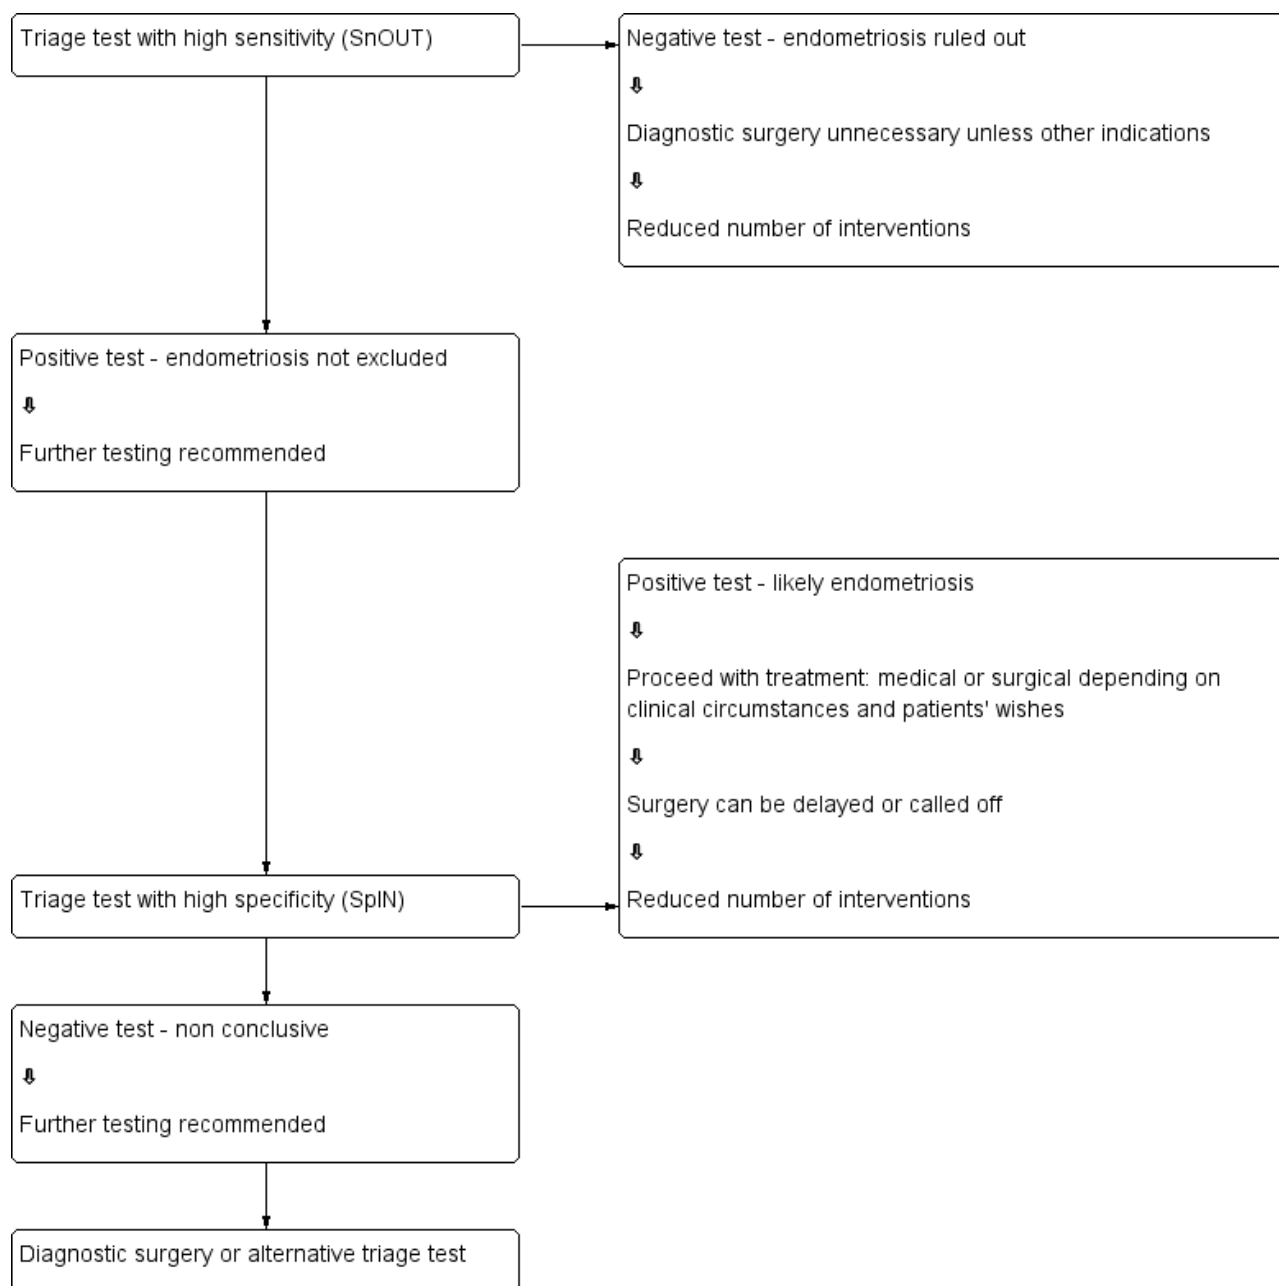 Triage test with high sensitivity (SnOUT)
Negative test - endometriosis ruled out
⇩
Diagnostic surgery unnecessary unless other indications
⇩
Reduced number of interventions
Positive test - endometriosis not excluded
⇩
Further testing recommended
Positive test - likely endometriosis
⇩
Proceed with treatment: medical or surgical depending on
clinical circumstances and patients' wishes
⇩
Surgery can be delayed or called off
⇩
Reduced number of interventions
Triage test with high specificity (SpIN)
Negative test - non conclusive
⇩
Further testing recommended
Diagnostic surgery or alternative triage test